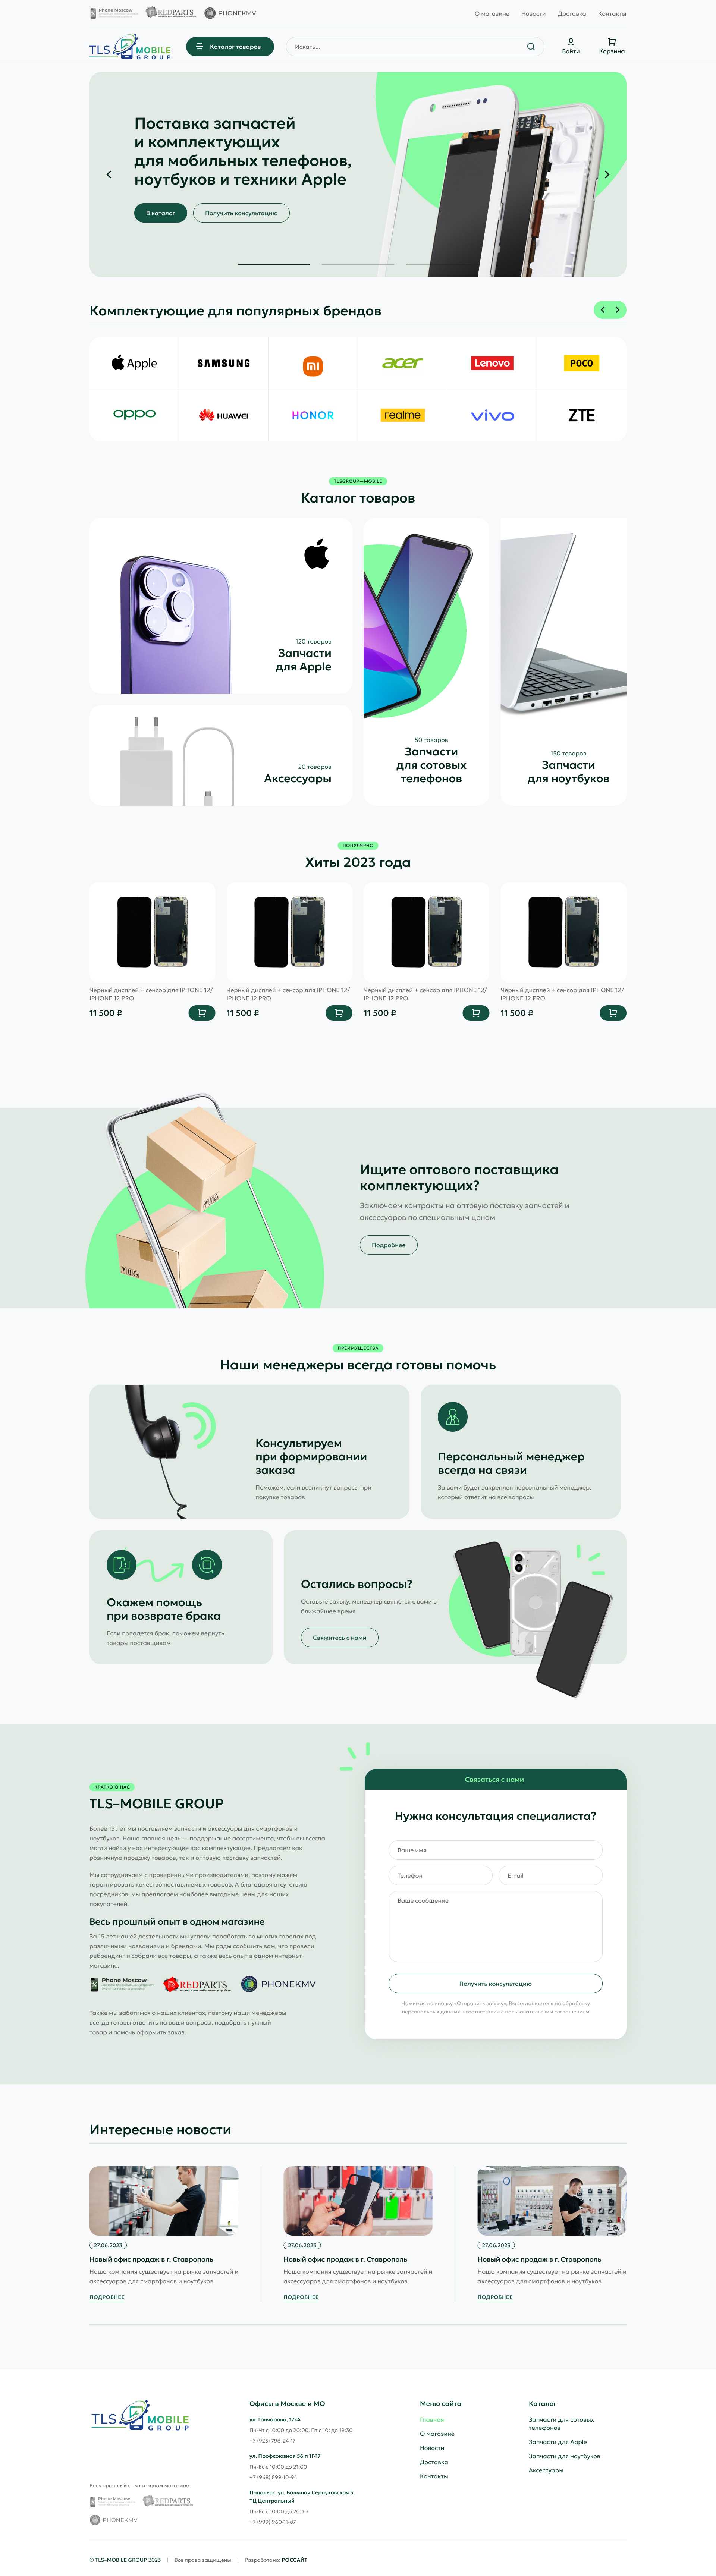 Phone Moscow
REDPARTS
PHONEKMV
О магазине
Новости
Доставка
Контакты
TLS MOBILE
GROUP
Каталог товаров
Искать...
Войти
Корзина
Поставка запчастей
и комплектующих
для мобильных телефонов,
ноутбуков и техники Apple
В каталог
Получить консультацию
Комплектующие для популярных брендов
Apple
SAMSUNG
mi
acer
Lenovo
POCO
oppo
HUAWEI
HONOR
realme
vivo
ZTE
TLSGROUP–MOBILE
Каталог товаров
120 товаров
Запчасти
для Apple
20 товаров
Аксессуары
50 товаров
Запчасти
для сотовых
телефонов
150 товаров
Запчасти
для ноутбуков
ПОПУЛЯРНО
Хиты 2023 года
Черный дисплей + сенсор для IPHONE 12/
IPHONE 12 PRO
11 500 ₽
Черный дисплей + сенсор для IPHONE 12/
IPHONE 12 PRO
11 500 ₽
Черный дисплей + сенсор для IPHONE 12/
IPHONE 12 PRO
11 500 ₽
Черный дисплей + сенсор для IPHONE 12/
IPHONE 12 PRO
11 500 ₽
Ищите оптового поставщика
комплектующих?
Заключаем контракты на оптовую поставку запчастей и
аксессуаров по специальным ценам
Подробнее
ПРЕИМУЩЕСТВА
Наши менеджеры всегда готовы помочь
Консультируем
при формировании
заказа
Поможем, если возникнут вопросы при
покупке товаров
Персональный менеджер
всегда на связи
За вами будет закреплен персональный менеджер,
который ответит на все вопросы
Окажем помощь
при возврате брака
Если попадется брак, поможем вернуть
товары поставщикам
Остались вопросы?
Оставьте заявку, менеджер свяжется с вами в
ближайшее время
Свяжитесь с нами
КРАТКО О НАС
TLS–MOBILE GROUP
Более 15 лет мы поставляем запчасти и аксессуары для смартфонов и
ноутбуков. Наша главная цель — поддержание ассортимента, чтобы вы всегда
могли найти у нас интересующие вас комплектующие. Предлагаем как
розничную продажу товаров, так и оптовую поставку запчастей.
Мы сотрудничаем с проверенными производителями, поэтому можем
гарантировать качество поставляемых товаров. А благодаря отсутствию
посредников, мы предлагаем наиболее выгодные цены для наших
покупателей.
Весь прошлый опыт в одном магазине
За 15 лет нашей деятельности мы успели поработать во многих городах под
различными названиями и брендами. Мы рады сообщить вам, что провели
ребрендинг и собрали все товары, а также весь опыт в одном интернет-
магазине.
Phone Moscow
REDPARTS
PHONEKMV
Также мы заботимся о наших клиентах, поэтому наши менеджеры
всегда готовы ответить на ваши вопросы, подобрать нужный
товар и помочь оформить заказ.
Связаться с нами
Нужна консультация специалиста?
Ваше имя
Телефон
Email
Ваше сообщение
Получить консультацию
Нажимая на кнопку «Отправить заявку», Вы соглашаетесь на обработку
персональных данных в соответствии с пользовательским соглашением
Интересные новости
27.06.2023
Новый офис продаж в г. Ставрополь
Наша компания существует на рынке запчастей и
аксессуаров для смартфонов и ноутбуков
ПОДРОБНЕЕ
27.06.2023
Новый офис продаж в г. Ставрополь
Наша компания существует на рынке запчастей и
аксессуаров для смартфонов и ноутбуков
ПОДРОБНЕЕ
27.06.2023
Новый офис продаж в г. Ставрополь
Наша компания существует на рынке запчастей и
аксессуаров для смартфонов и ноутбуков
ПОДРОБНЕЕ
TLS MOBILE
GROUP
Весь прошлый опыт в одном магазине
Phone Moscow
REDPARTS
PHONEKMV
Офисы в Москве и МО
ул. Гончарова, 17к4
Пн-Чт с 10:00 до 20:00, Пт с 10: до 19:30
+7 (925) 796-24-17
ул. Профсоюзная 56 п 1Г-17
Пн-Вс с 10:00 до 21:00
+7 (968) 899-10-94
Подольск, ул. Большая Серпуховская 5,
ТЦ Центральный
Пн-Вс с 10:00 до 20:30
+7 (999) 960-11-87
Меню сайта
Главная
О магазине
Новости
Доставка
Контакты
Каталог
Запчасти для сотовых
телефонов
Запчасти для Apple
Запчасти для ноутбуков
Аксессуары
© TLS–MOBILE GROUP 2023
Все права защищены
Разработано: РОССАЙТ